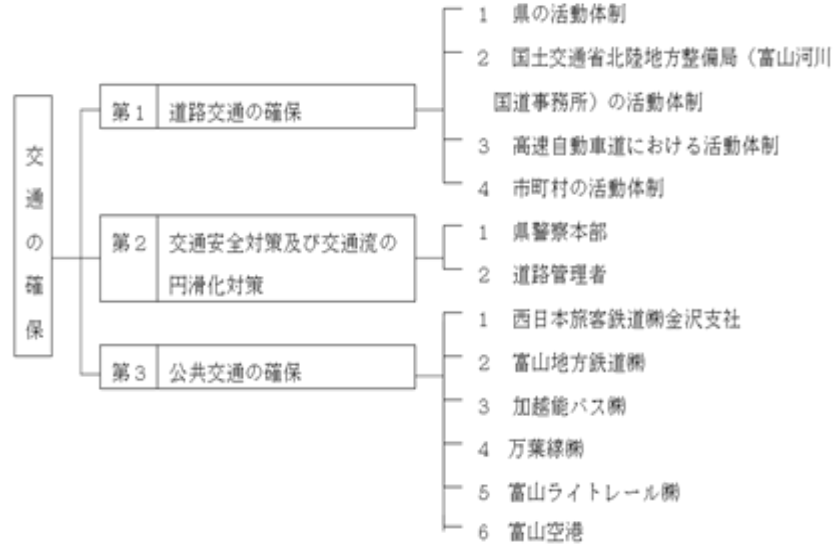 交通の確保
第1 道路交通の確保
1 県の活動体制
2 国土交通省北陸地方整備局（富山河川
国道事務所）の活動体制
3 高速自動車道における活動体制
4 市町村の活動体制
第2 交通安全対策及び交通流の
円滑化対策
1 県警察本部
2 道路管理者
第3 公共交通の確保
1 西日本旅客鉄道㈱金沢支社
2 富山地方鉄道㈱
3 加越能バス㈱
4 万葉線㈱
5 富山ライトレール㈱
6 富山空港